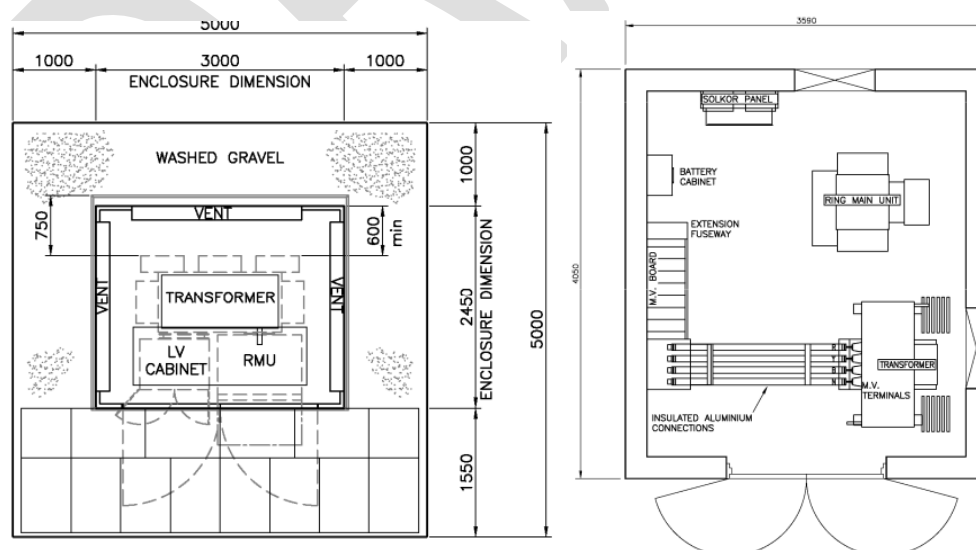 5000
1000
3000
1000
ENCLOSURE DIMENSION
WASHED GRAVEL
1000
750
VENT
600
min
VENT
VENT
TRANSFORMER
LV
CABINET
RMU
2450
ENCLOSURE DIMENSION
5000
1550
3590
SOLKOR PANEL
BATTERY
CABINET
RING MAIN UNIT
EXTENSION
FUSEWAY
4050
M.V. BOARD
TRANSFORMER
M.V.
TERMINALS
INSULATED ALUMINIUM
CONNECTIONS